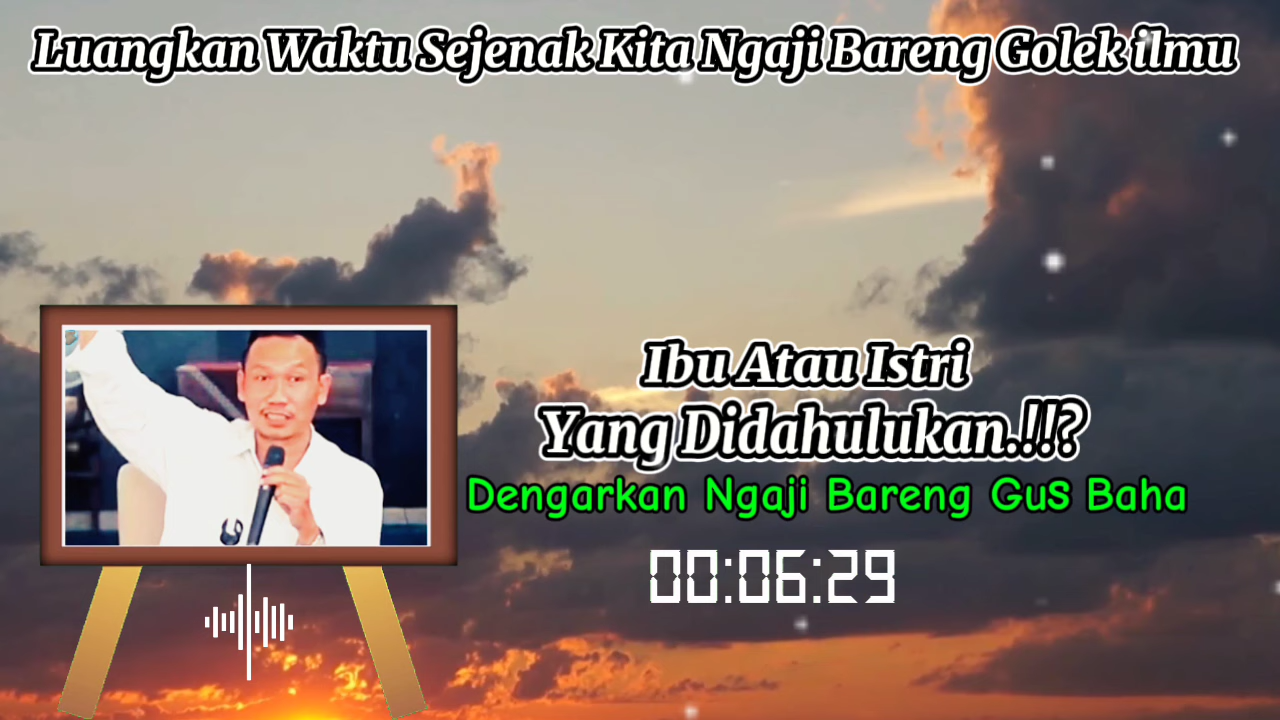 Luangkan Waktu Sejenak Kita Ngaji Bareng Golek ilmu
Ibu Atau Istri
Yang Didahulukan.!!!?
Dengarkan Ngaji Bareng Gus Baha
00:06:29